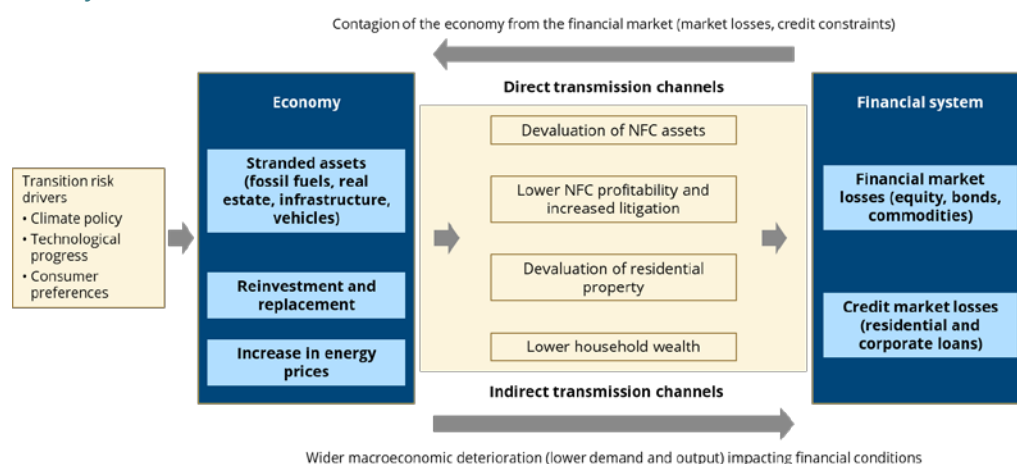 Contagion of the economy from the financial market (market losses, credit constraints)
Economy
Direct transmission channels
Financial system
Transition risk
drivers
• Climate policy
• Technological
progress
• Consumer
preferences
Stranded assets
(fossil fuels, real
estate, infrastructure,
vehicles)
Reinvestment and
replacement
Increase in energy
prices
Devaluation of NFC assets
Lower NFC profitability and
increased litigation
Devaluation of residential
property
Lower household wealth
Financial market
losses (equity, bonds,
commodities)
Credit market losses
(residential and
corporate loans)
Indirect transmission channels
Wider macroeconomic deterioration (lower demand and output) impacting financial conditions